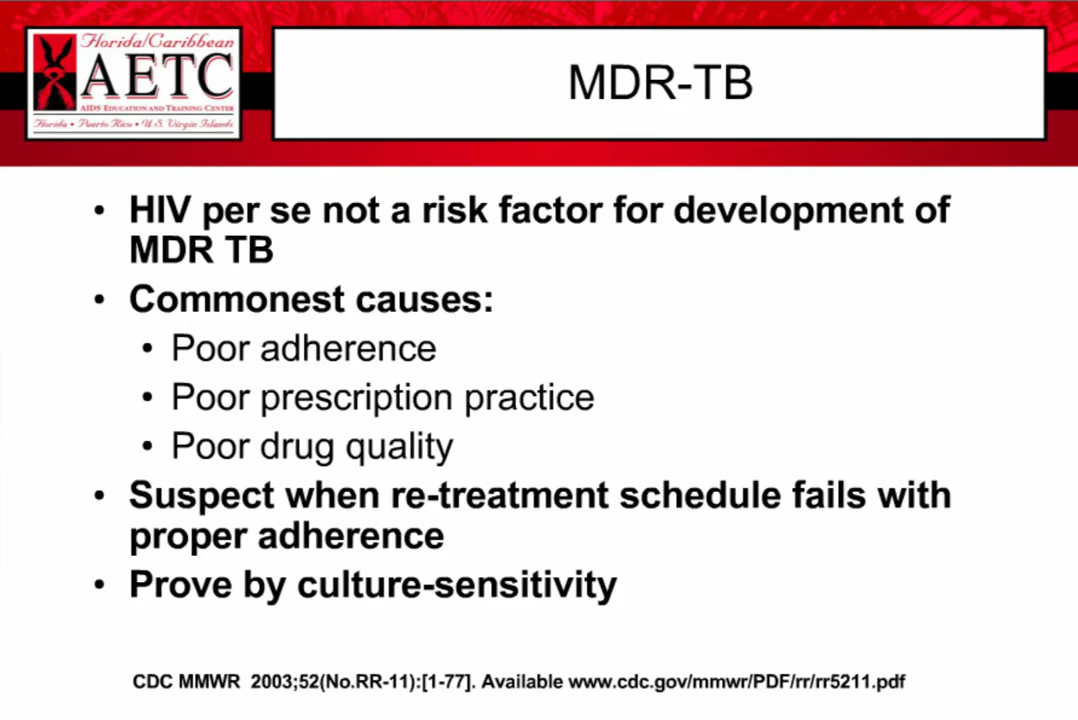 Florida/Caribbean
AETC
AIDS EDUCATION AND TRAINING CENTER
Florida • Puerto Rico • U.S. Virgin Islands
MDR-TB
• HIV per se not a risk factor for development of
MDR TB
• Commonest causes:
• Poor adherence
• Poor prescription practice
• Poor drug quality
• Suspect when re-treatment schedule fails with
proper adherence
• Prove by culture-sensitivity
CDC MMWR 2003;52(No.RR-11):[1-77]. Available www.cdc.gov/mmwr/PDF/rr/rr5211.pdf